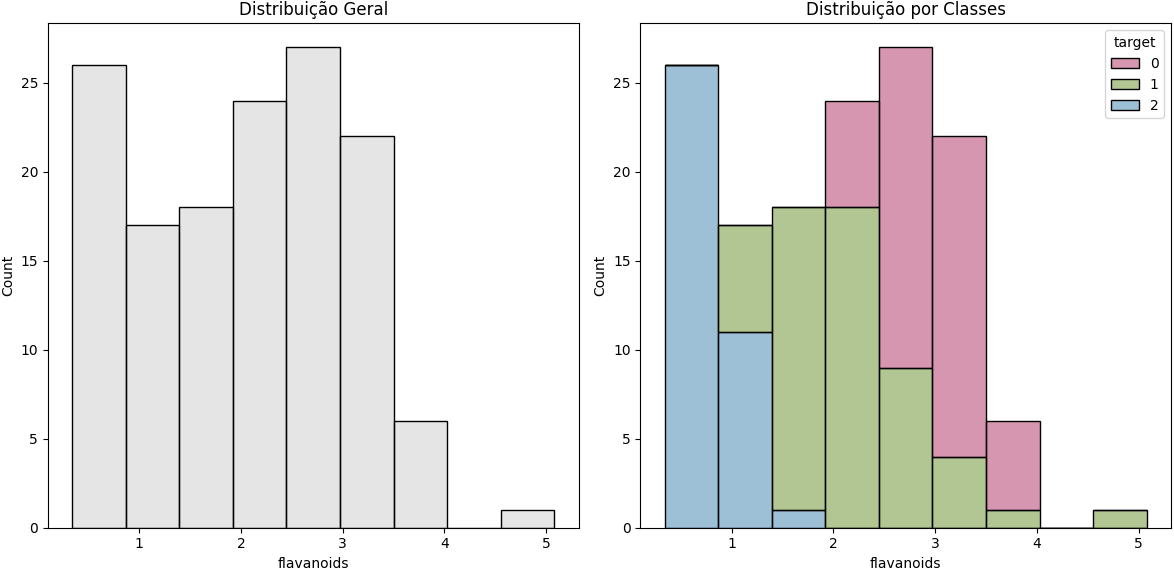 Distribuição Geral
Count
25
20
15
10
5
0
1 2 3 4 5
flavanoids
Distribuição por Classes
Count
25
20
15
10
5
0
1 2 3 4 5
flavanoids
target
0
1
2